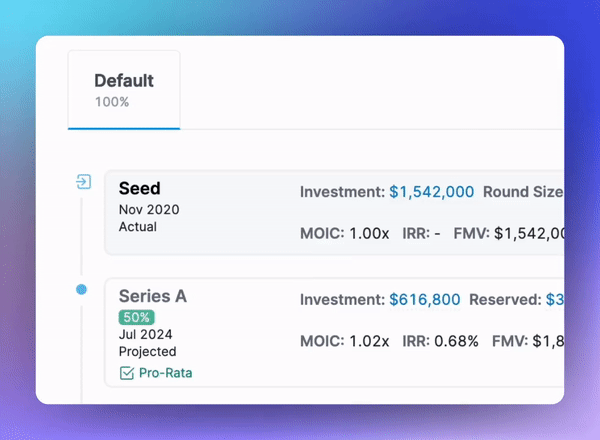 Default
100%
Seed
Nov 2020
Actual
Investment: $1,542,000 Round Size
MOIC: 1.00x IRR: - FMV: $1,542,00
Series A
50%
Jul 2024
Projected
Pro-Rata
Investment: $616,800 Reserved: $3
MOIC: 1.02x IRR: 0.68% FMV: $1,8